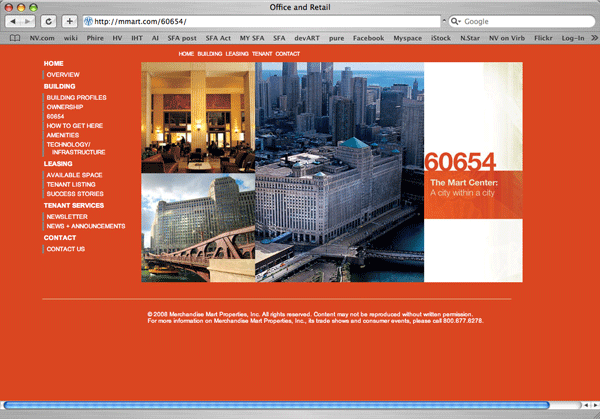 Office and Retail
http://mmart.com/60654/
Google
NV.com wiki Phire HV IHT AI SFA post SFA Act MY SFA SFA devART pure Facebook Myspace iStock N.Star NV on Virb Flickr Log-In
HOME BUILDING LEASING TENANT CONTACT
HOME
OVERVIEW
BUILDING
BUILDING PROFILES
OWNERSHIP
60654
HOW TO GET HERE
AMENITIES
TECHNOLOGY/
INFRASTRUCTURE
LEASING
AVAILABLE SPACE
TENANT LISTING
SUCCESS STORIES
TENANT SERVICES
NEWSLETTER
NEWS + ANNOUNCEMENTS
CONTACT
CONTACT US
60654
The Mart Center:
A city within a city
© 2008 Merchandise Mart Properties, Inc. All rights reserved. Content may not be reproduced without written permission.
For more information on Merchandise Mart Properties, Inc., its trade shows and consumer events, please call 800.677.6278.